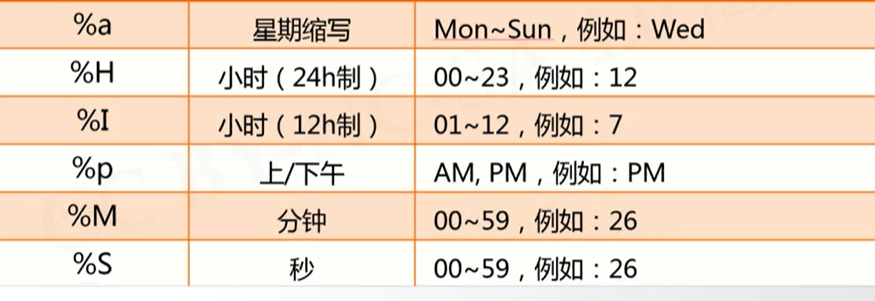 %a 星期缩写 Mon~Sun，例如：Wed
%H 小时（24h制） 00~23，例如：12
%I 小时（12h制） 01~12，例如：7
%p 上/下午 AM, PM，例如：PM
%M 分钟 00~59，例如：26
%S 秒 00~59，例如：26